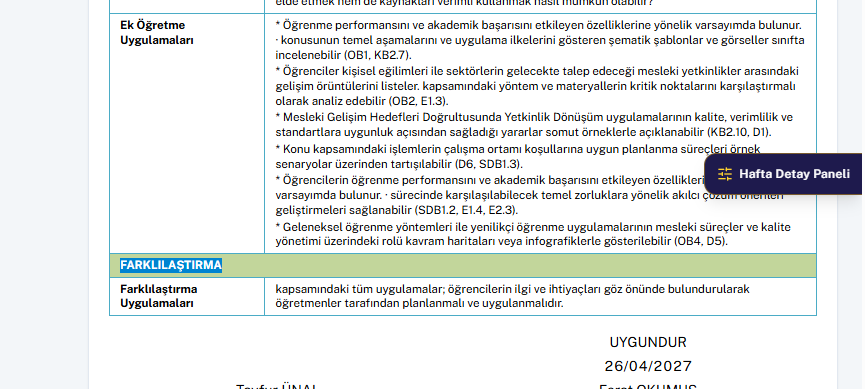 elde etmek hem de kaynakları verimli kullanmak nasıl mümkün olabilir?
Ek Öğretme
Uygulamaları
* Öğrenme performansını ve akademik başarısını etkileyen özelliklerine yönelik varsayımda bulunur.
· konusunun temel aşamalarını ve uygulama ilkelerini gösteren şematik şablonlar ve görseller sınıfta
incelenebilir (OB1, KB2.7).
* Öğrenciler kişisel eğilimleri ile sektörlerin gelecekte talep edeceği mesleki yetkinlikler arasındaki
gelişim örüntülerini listeler. kapsamındaki yöntem ve materyallerin kritik noktalarını karşılaştırmalı
olarak analiz edebilir (OB2, E1.3).
* Mesleki Gelişim Hedefleri Doğrultusunda Yetkinlik Dönüşüm uygulamalarının kalite, verimlilik ve
standartlara uygunluk açısından sağladığı yararlar somut örneklerle açıklanabilir (KB2.10, D1).
* Konu kapsamındaki işlemlerin çalışma ortamı koşullarına uygun planlanma süreçleri örnek
senaryolar üzerinden tartışılabilir (D6, SDB1.3).
Hafta Detay Paneli
* Öğrencilerin öğrenme performansını ve akademik başarısını etkileyen özellikleri
varsayımda bulunur. · sürecinde karşılaşılabilecek temel zorluklara yönelik akılcı çözüm önerileri
geliştirmeleri sağlanabilir (SDB1.2, E1.4, E2.3).
* Geleneksel öğrenme yöntemleri ile yenilikçi öğrenme uygulamalarının mesleki süreçler ve kalite
yönetimi üzerindeki rolü kavram haritaları veya infografiklerle gösterilebilir (OB4, D5).
FARKLILAŞTIRMA
Farklılaştırma
Uygulamaları
kapsamındaki tüm uygulamalar; öğrencilerin ilgi ve ihtiyaçları göz önünde bulundurularak
öğretmenler tarafından planlanmalı ve uygulanmalıdır.
UYGUNDUR
26/04/2027
Tayfur ÜNAL
Ferat OKUMUŞ